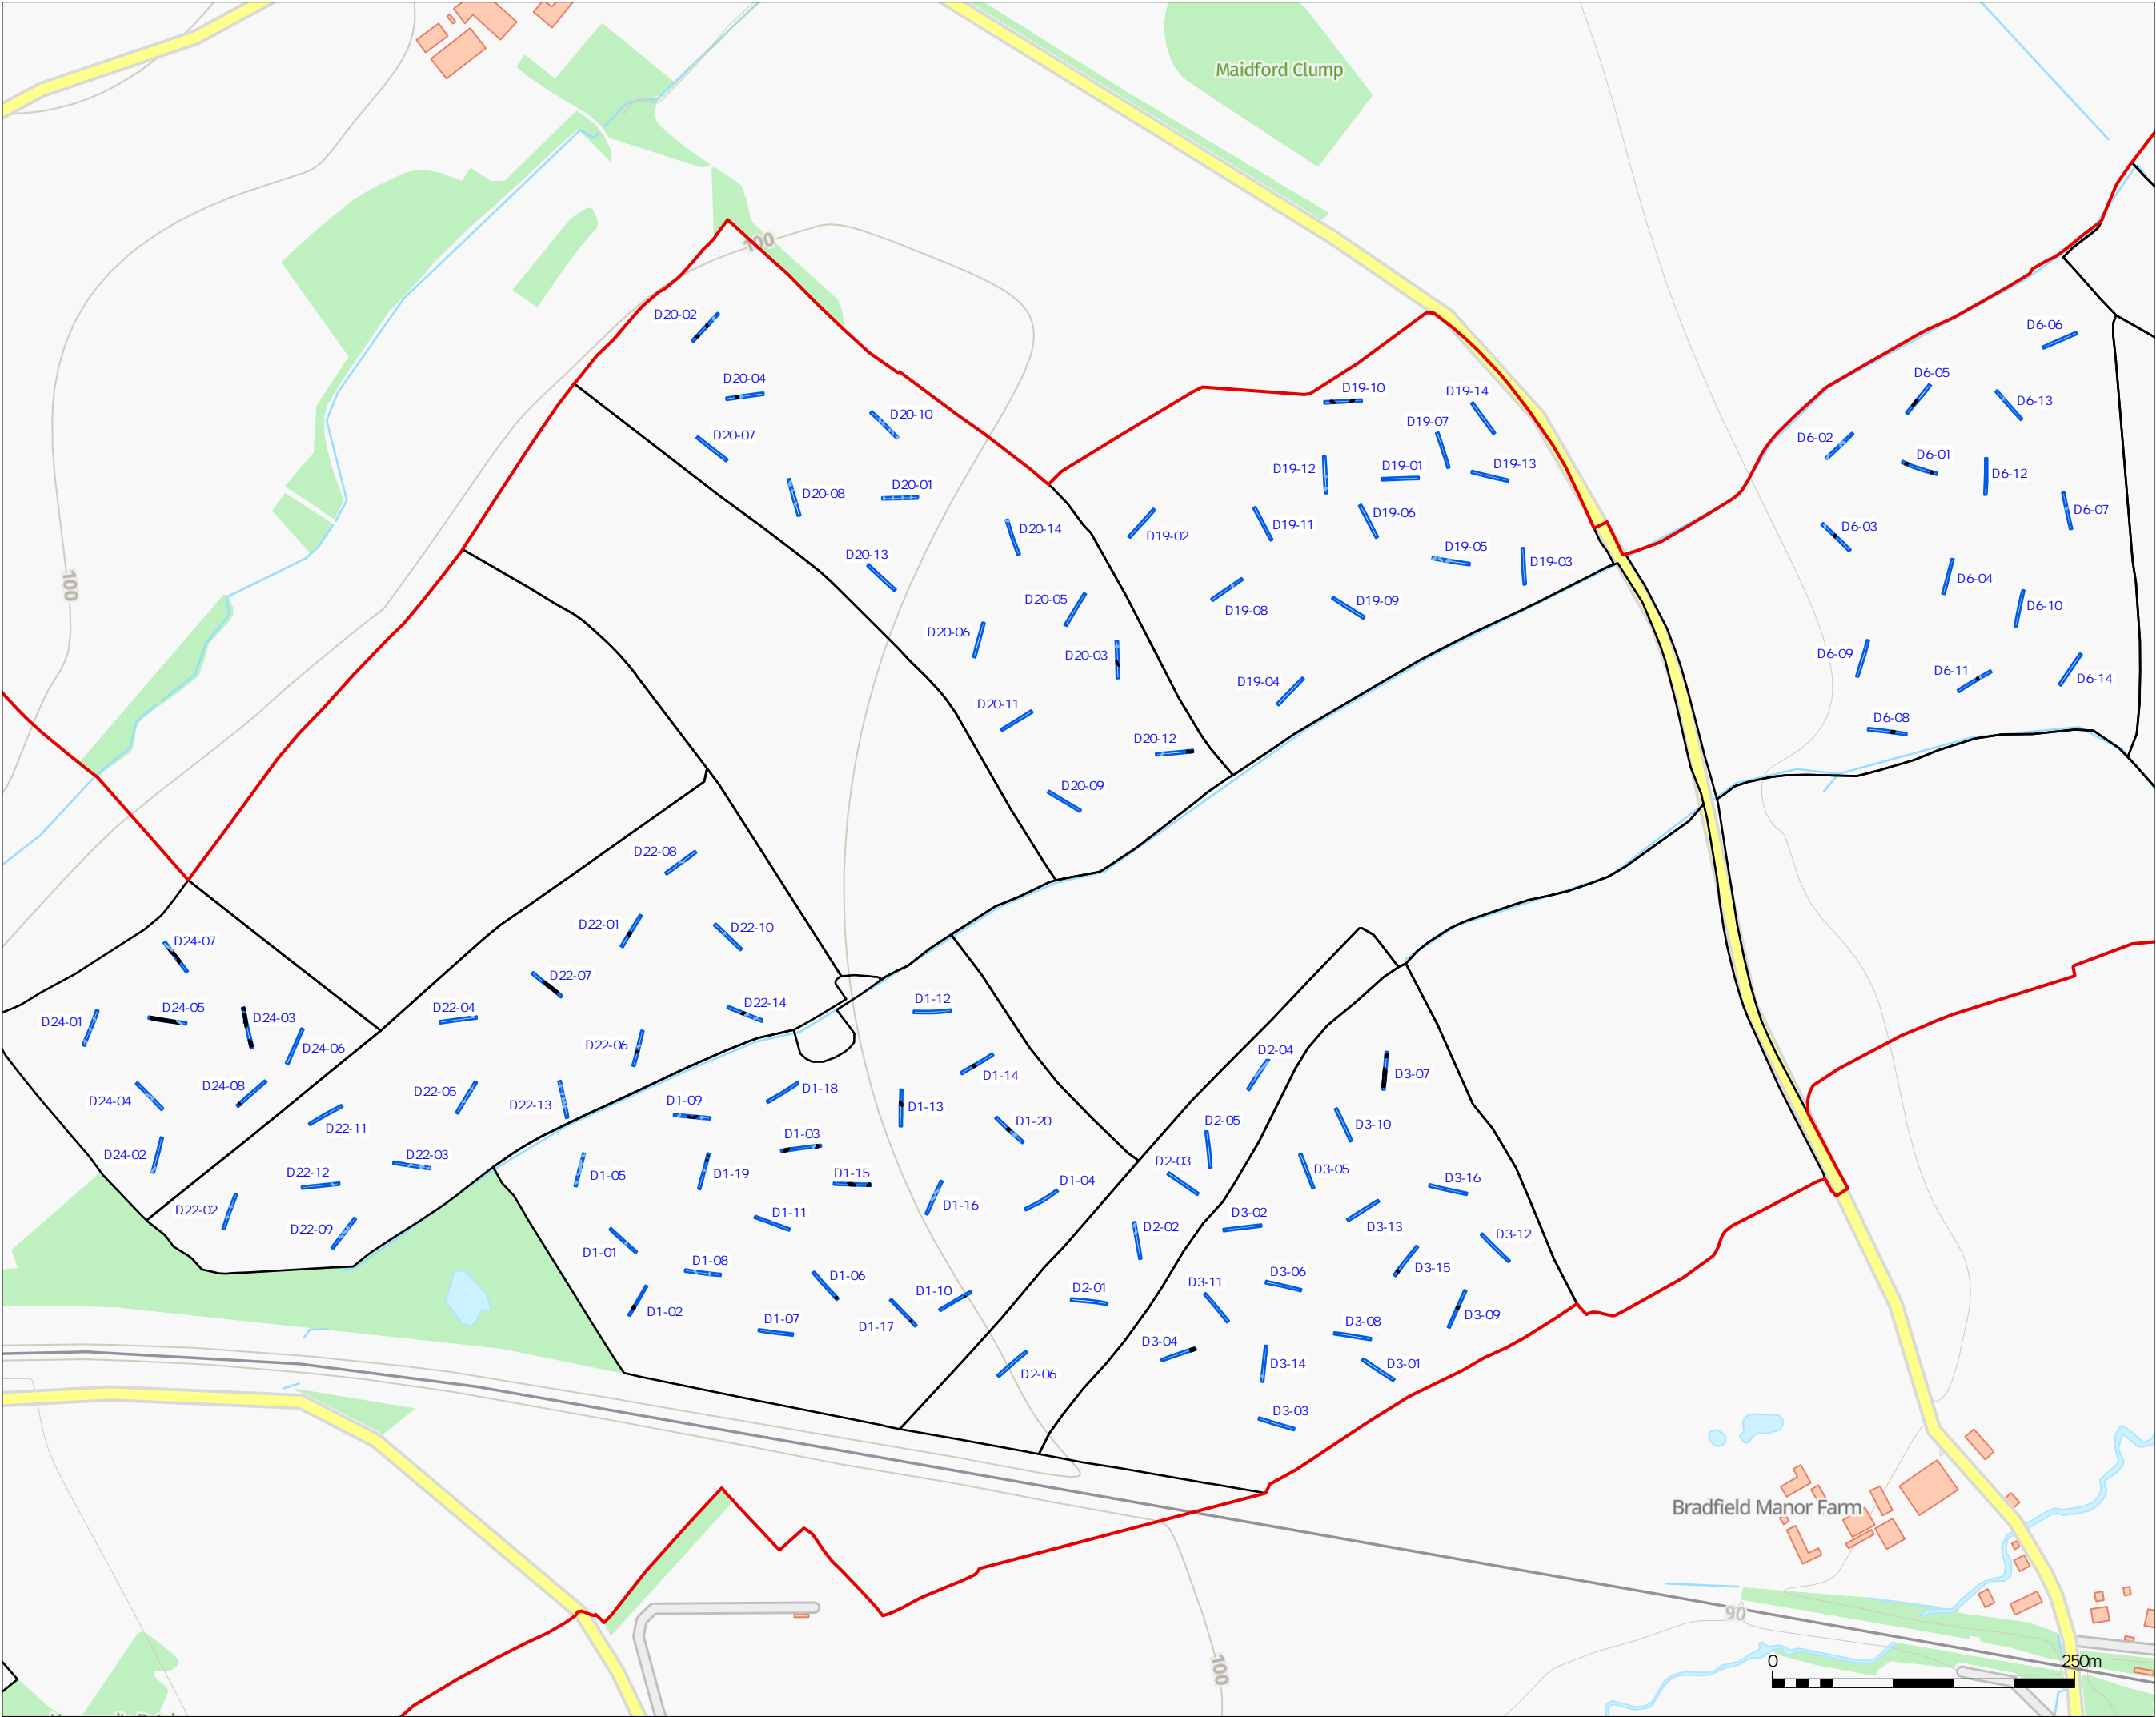 Maidford Clump
100
D20-02
D6-06
D20-04
D6-05
D19-10
D19-14
D6-13
D20-10
D19-07
D20-07
D6-02
D6-01
D19-12
D19-01
D19-13
D6-12
D20-01
D20-08
D6-07
D19-06
D19-11
D6-03
D20-14
D19-02
D19-05
D20-13
D19-03
100
D6-04
D20-05
D19-09
D6-10
D19-08
D20-06
D20-03
D6-09
D6-11
D6-14
D19-04
D20-11
D6-08
D20-12
D20-09
D22-08
D22-01
D22-10
D24-07
D22-07
D1-12
D22-14
D24-05
D22-04
D24-03
D24-01
D22-06
D24-06
D2-04
D3-07
D1-14
D24-08
D1-18
D22-05
D24-04
D1-09
D22-13
D1-13
D2-05
D1-20
D3-10
D22-11
D1-03
D24-02
D22-03
D2-03
D3-05
D22-12
D1-15
D1-19
D1-05
D3-16
D1-04
D1-16
D22-02
D1-11
D3-02
D2-02
D3-13
D22-09
D3-12
D1-01
D1-08
D3-15
D1-06
D3-06
D3-11
D2-01
D1-10
D1-02
D3-09
D1-07
D1-17
D3-08
D3-04
D3-14
D3-01
D2-06
D3-03
Bradfield Manor Farm
90
0 250m
100